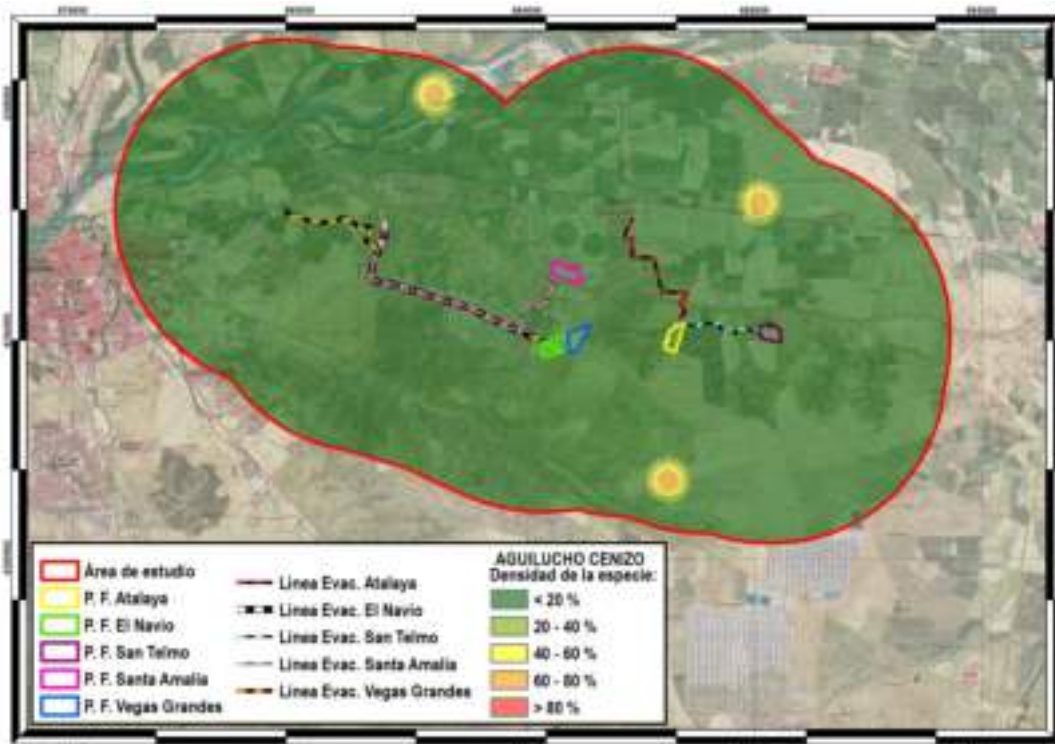 Área de estudio
P. F. Atalaya
P. F. El Navio
P. F. San Telmo
P. F. Santa Amalia
P. F. Vegas Grandes
Linea Evac. Atalaya
Linea Evac. El Navio
Linea Evac. San Telmo
Linea Evac. Santa Amalia
Linea Evac. Vegas Grandes
AGUILUCHO CENIZO
Densidad de la especie:
< 20 %
20 - 40 %
40 - 60 %
60 - 80 %
> 80 %